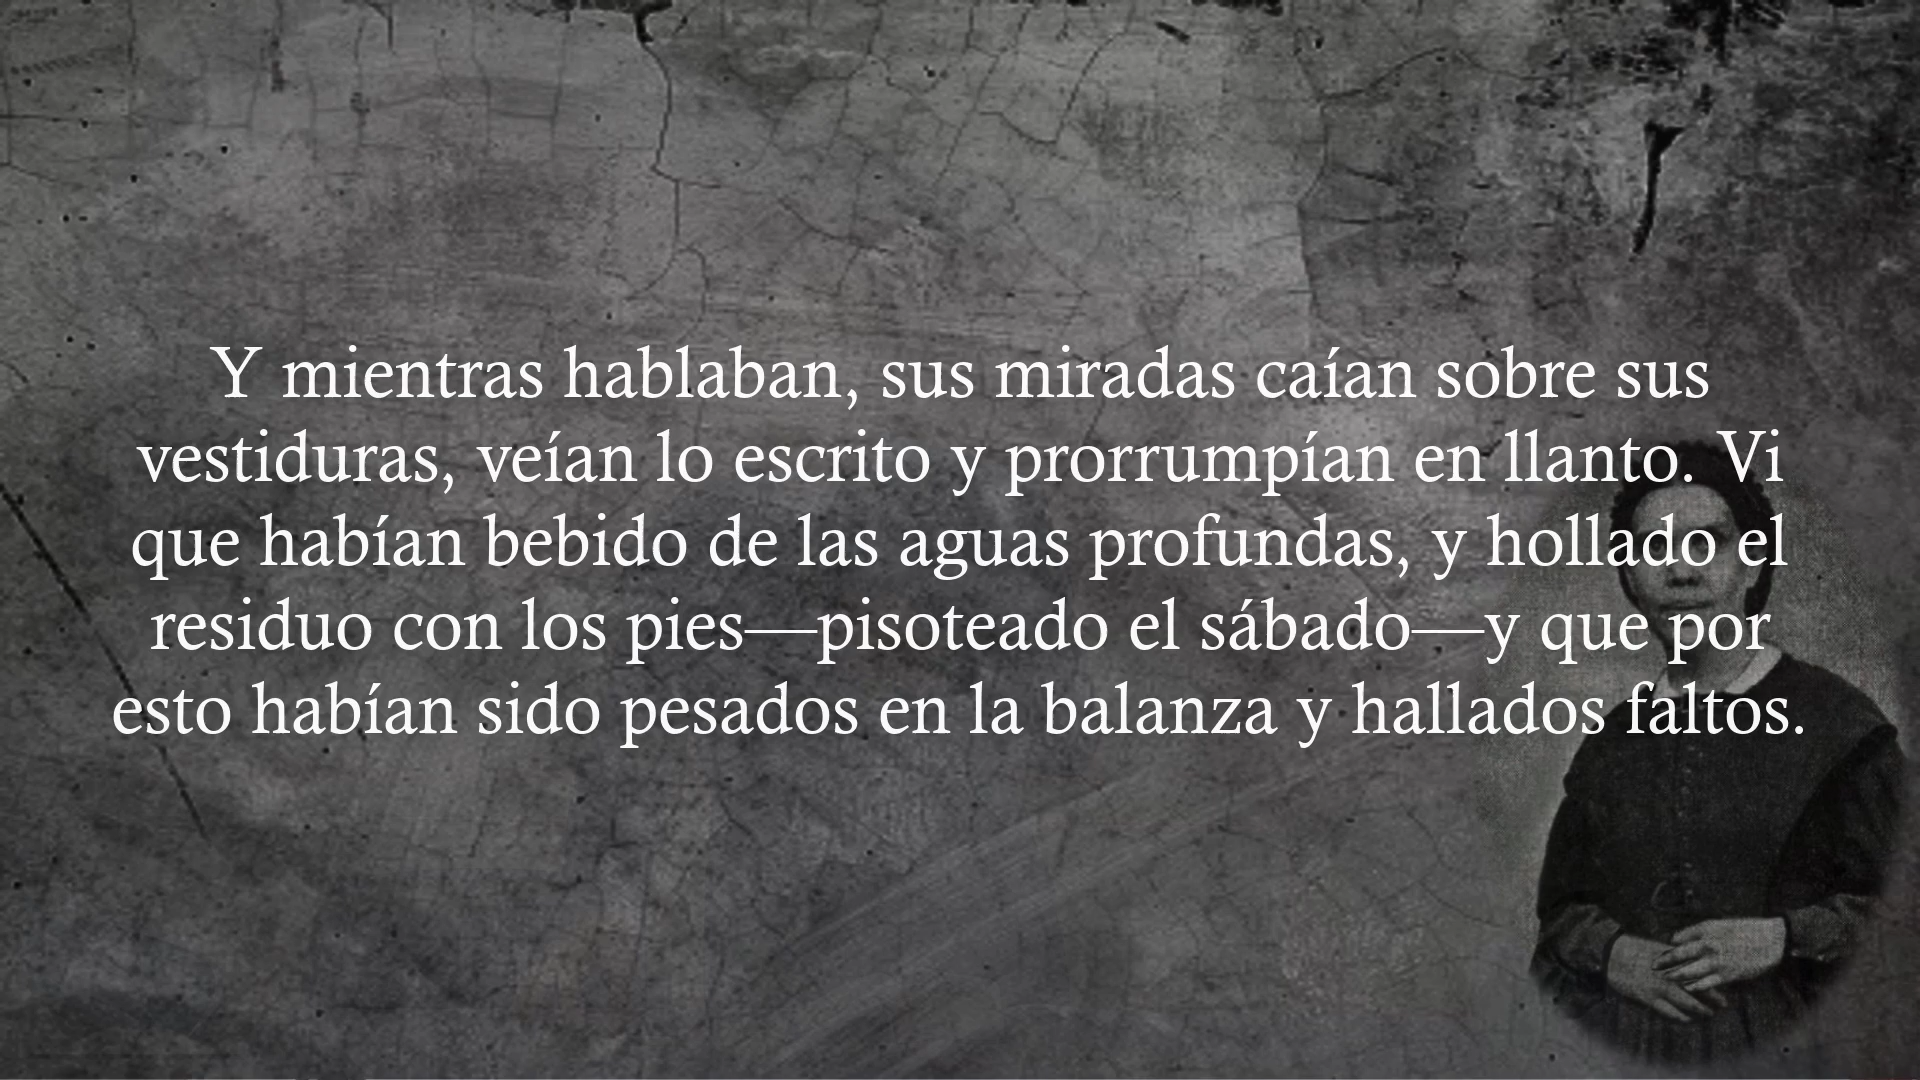 Y mientras hablaban, sus miradas caían sobre sus
vestiduras, veían lo escrito y prorrumpían en llanto. Vi
que habían bebido de las aguas profundas, y hollado el
residuo con los pies—pisoteado el sábado—y que por
esto habían sido pesados en la balanza y hallados faltos.